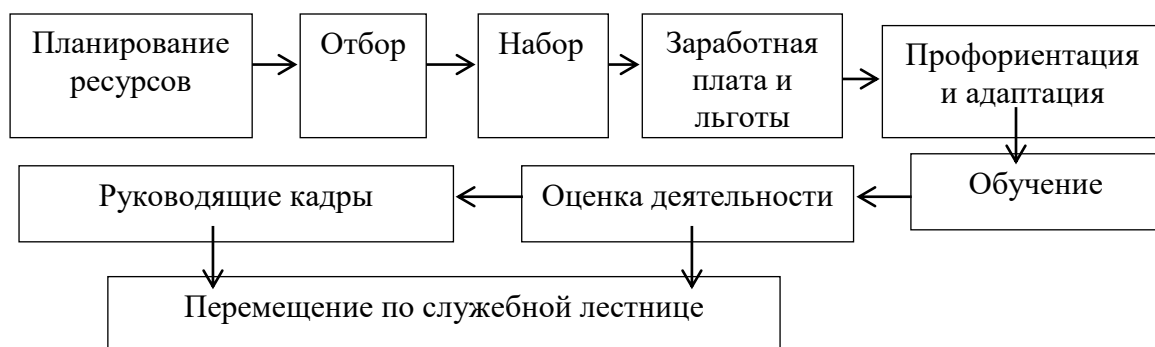 Планирование
ресурсов
Отбор
Набор
Заработная
плата и
льготы
Профориентация
и адаптация
Обучение
Оценка деятельности
Руководящие кадры
Перемещение по служебной лестнице